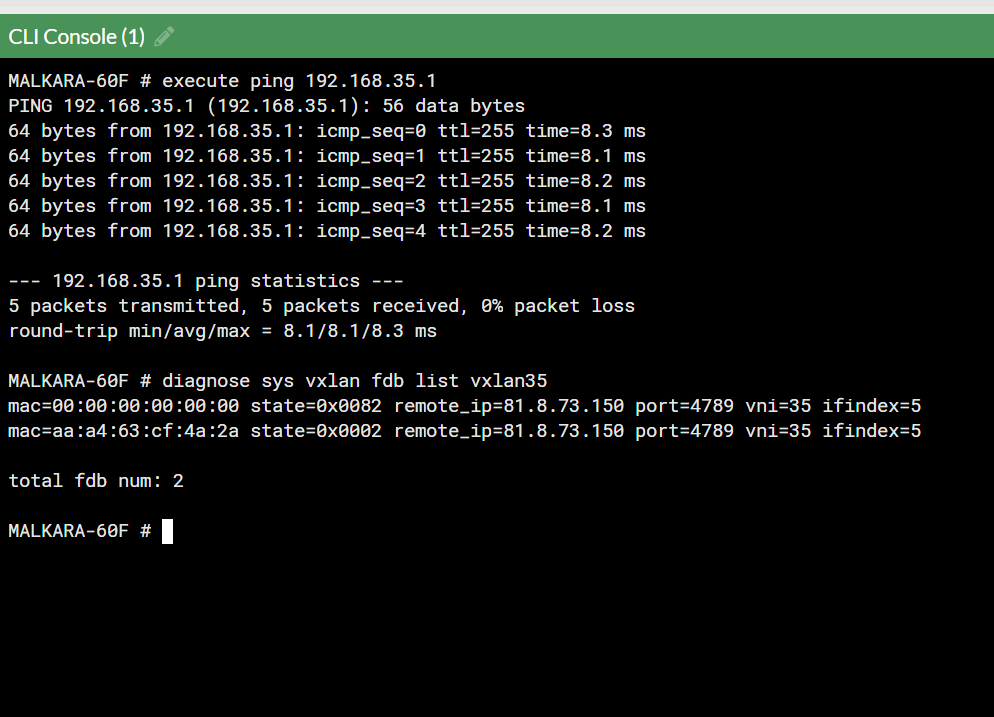 CLI Console (1)
MALKARA-60F # execute ping 192.168.35.1
PING 192.168.35.1 (192.168.35.1): 56 data bytes
64 bytes from 192.168.35.1: icmp_seq=0 ttl=255 time=8.3 ms
64 bytes from 192.168.35.1: icmp_seq=1 ttl=255 time=8.1 ms
64 bytes from 192.168.35.1: icmp_seq=2 ttl=255 time=8.2 ms
64 bytes from 192.168.35.1: icmp_seq=3 ttl=255 time=8.1 ms
64 bytes from 192.168.35.1: icmp_seq=4 ttl=255 time=8.2 ms
--- 192.168.35.1 ping statistics ---
5 packets transmitted, 5 packets received, 0% packet loss
round-trip min/avg/max = 8.1/8.1/8.3 ms
MALKARA-60F # diagnose sys vxlan fdb list vxlan35
mac=00:00:00:00:00:00 state=0x0082 remote_ip=81.8.73.150 port=4789 vni=35 ifindex=5
mac=aa:a4:63:cf:4a:2a state=0x0002 remote_ip=81.8.73.150 port=4789 vni=35 ifindex=5
total fdb num: 2
MALKARA-60F #